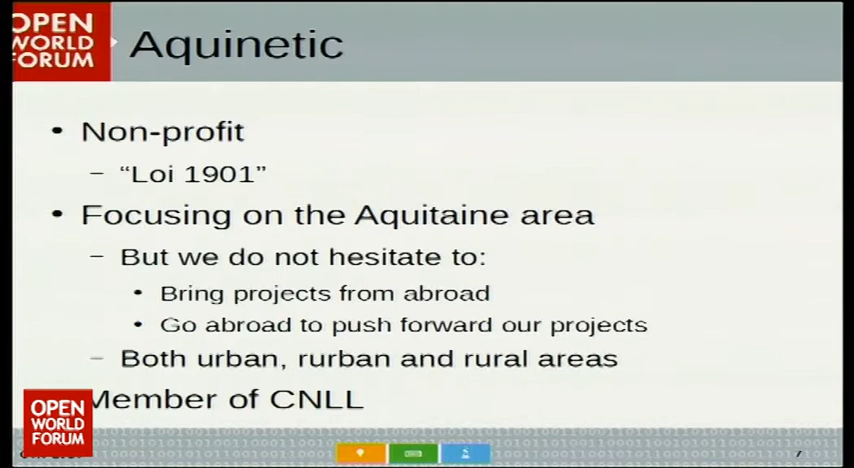 OPEN
WORLD
FORUM
Aquinetic
• Non-profit
– “Loi 1901”
• Focusing on the Aquitaine area
– But we do not hesitate to:
• Bring projects from abroad
• Go abroad to push forward our projects
– Both urban, rurban and rural areas
Member of CNLL
OPEN
WORLD
FORUM
7